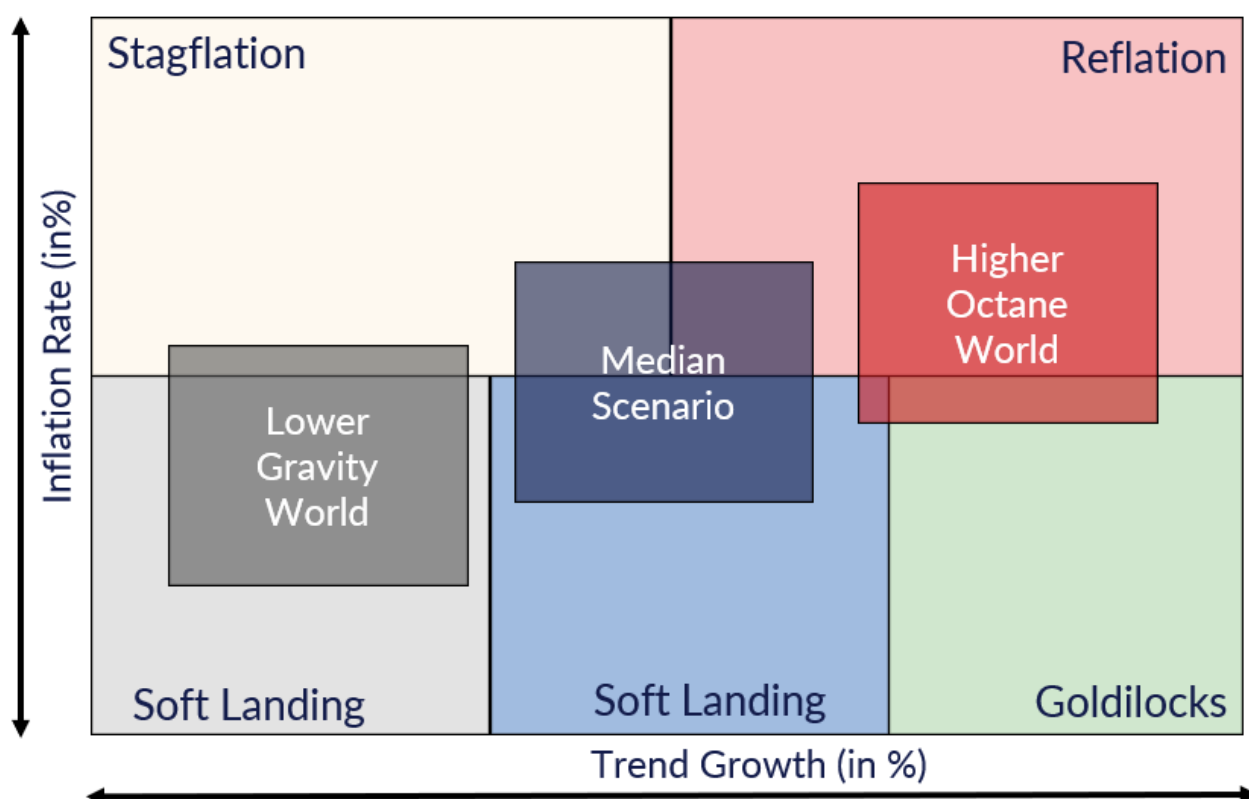 Stagflation
Reflation
Inflation Rate (in%)
Higher
Octane
World
Median
Scenario
Lower
Gravity
World
Soft Landing
Soft Landing
Goldilocks
Trend Growth (in %)